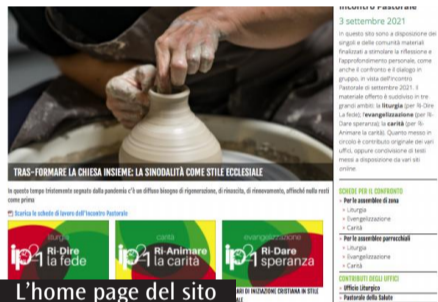 TRAS-FORMARE LA CHIESA INSIEME: LA SINODALITÀ COME STILE ECCLESIALE
In questo tempo tristemente segnato dalla pandemia c'è un diffuso bisogno di rigenerazione, di rinascita, di rinnovamento, affinché nulla resti
come prima
Scarica le schede di lavoro dell'Incontro Pastorale
liturgia
ip21 Ri-Dire
la fede
carità
ip21 Ri-Animare
la carità
evangelizzazione
ip21 Ri-Dare
speranza
DI INIZIAZIONE CRISTIANA IN STILE
L'home page del sito
Incontro Pastorale
3 settembre 2021
In questo sito sono a disposizione dei
singoli e delle comunità materiali
finalizzati a stimolare la riflessione e
l'approfondimento personale, come
anche il confronto e il dialogo in
gruppo, in vista dell'Incontro
Pastorale di settembre 2021. Il
materiale offerto è suddiviso in tre
grandi ambiti: la liturgia (per Ri-Dire
La fede); l'evangelizzazione (per Ri-
Dare speranza); la carità (per Ri-
Animare la carità). Quanto messo in
circolo è contributo originale dei vari
uffici, oppure condivisione di testi
messi a disposizione da vari siti
online.
SCHEDE PER IL CONFRONTO
Per le assemblee di zona
Liturgia
Evangelizzazione
Carità
Per le assemblee parrocchiali
Liturgia
Evangelizzazione
Carità
CONTRIBUTI DEGLI UFFICI
Ufficio Liturgico
Pastorale della Salute